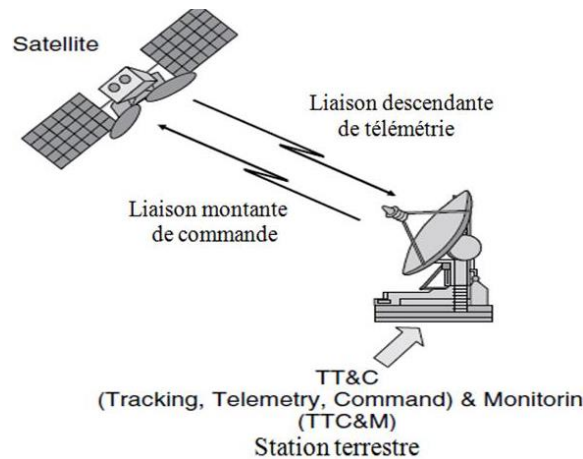 Satellite
Liaison descendante
de télémétrie
Liaison montante
de commande
TT&C
(Tracking, Telemetry, Command) & Monitorin
(TTC&M)
Station terrestre